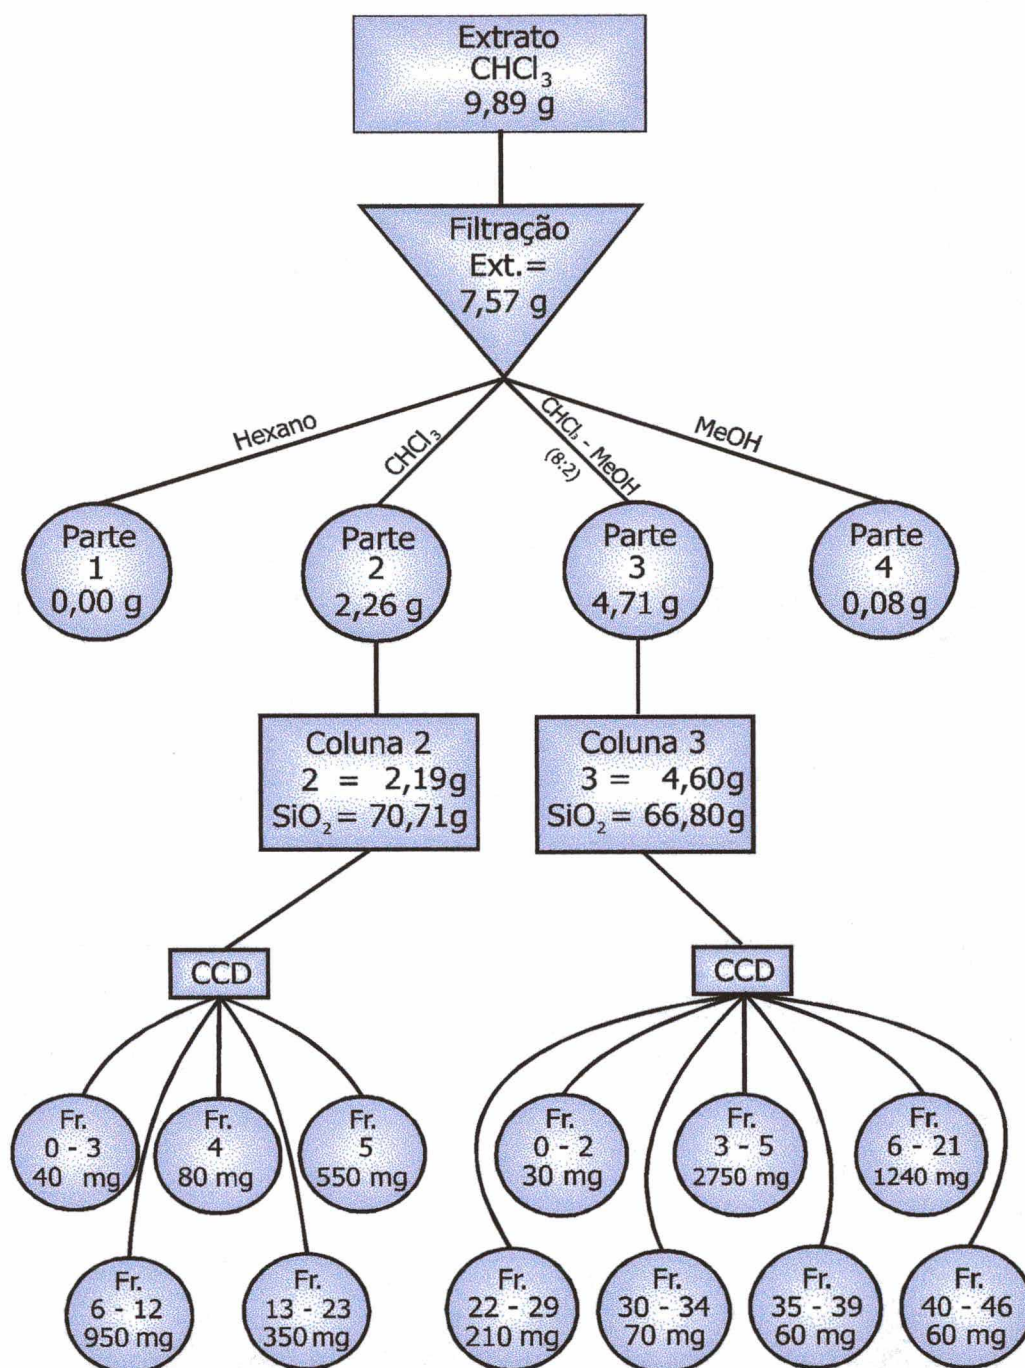 Extrato
CHCl₃
9,89 g
Filtração
Ext. =
7,57 g
Hexano
CHCl₃
CHCl₃ - MeOH
(8:2)
MeOH
Parte
1
0,00 g
Parte
2
2,26 g
Parte
3
4,71 g
Parte
4
0,08 g
Coluna 2
2 = 2,19g
SiO₂ = 70,71g
Coluna 3
3 = 4,60g
SiO₂ = 66,80g
CCD
CCD
Fr.
0 - 3
40 mg
Fr.
4
80 mg
Fr.
5
550 mg
Fr.
0 - 2
30 mg
Fr.
3 - 5
2750 mg
Fr.
6 - 21
1240 mg
Fr.
6 - 12
950 mg
Fr.
13 - 23
350 mg
Fr.
22 - 29
210 mg
Fr.
30 - 34
70 mg
Fr.
35 - 39
60 mg
Fr.
40 - 46
60 mg